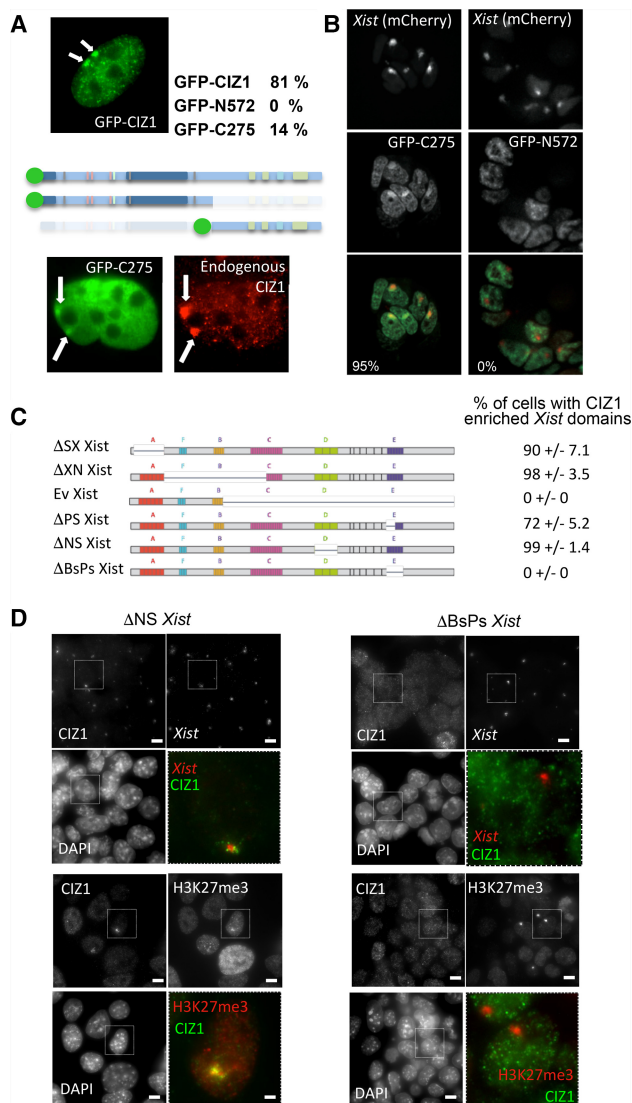 A
GFP-CIZ1
GFP-CIZ1 81 %
GFP-N572 0 %
GFP-C275 14 %
GFP-C275
Endogenous
CIZ1
B
Xist (mCherry)
Xist (mCherry)
GFP-C275
GFP-N572
95%
0%
C
% of cells with CIZ1
enriched Xist domains
A F B C D E
ΔSX Xist
90 +/- 7.1
A F B C D E
ΔXN Xist
98 +/- 3.5
A F B C D E
Ev Xist
0 +/- 0
A F B C D E
ΔPS Xist
72 +/- 5.2
A F B C D E
ΔNS Xist
99 +/- 1.4
A F B C D E
ΔBsPs Xist
0 +/- 0
D
ΔNS Xist
ΔBsPs Xist
CIZ1
Xist
CIZ1
Xist
DAPI
Xist
CIZ1
DAPI
Xist
CIZ1
CIZ1
H3K27me3
CIZ1
H3K27me3
DAPI
H3K27me3
CIZ1
DAPI
H3K27me3
CIZ1